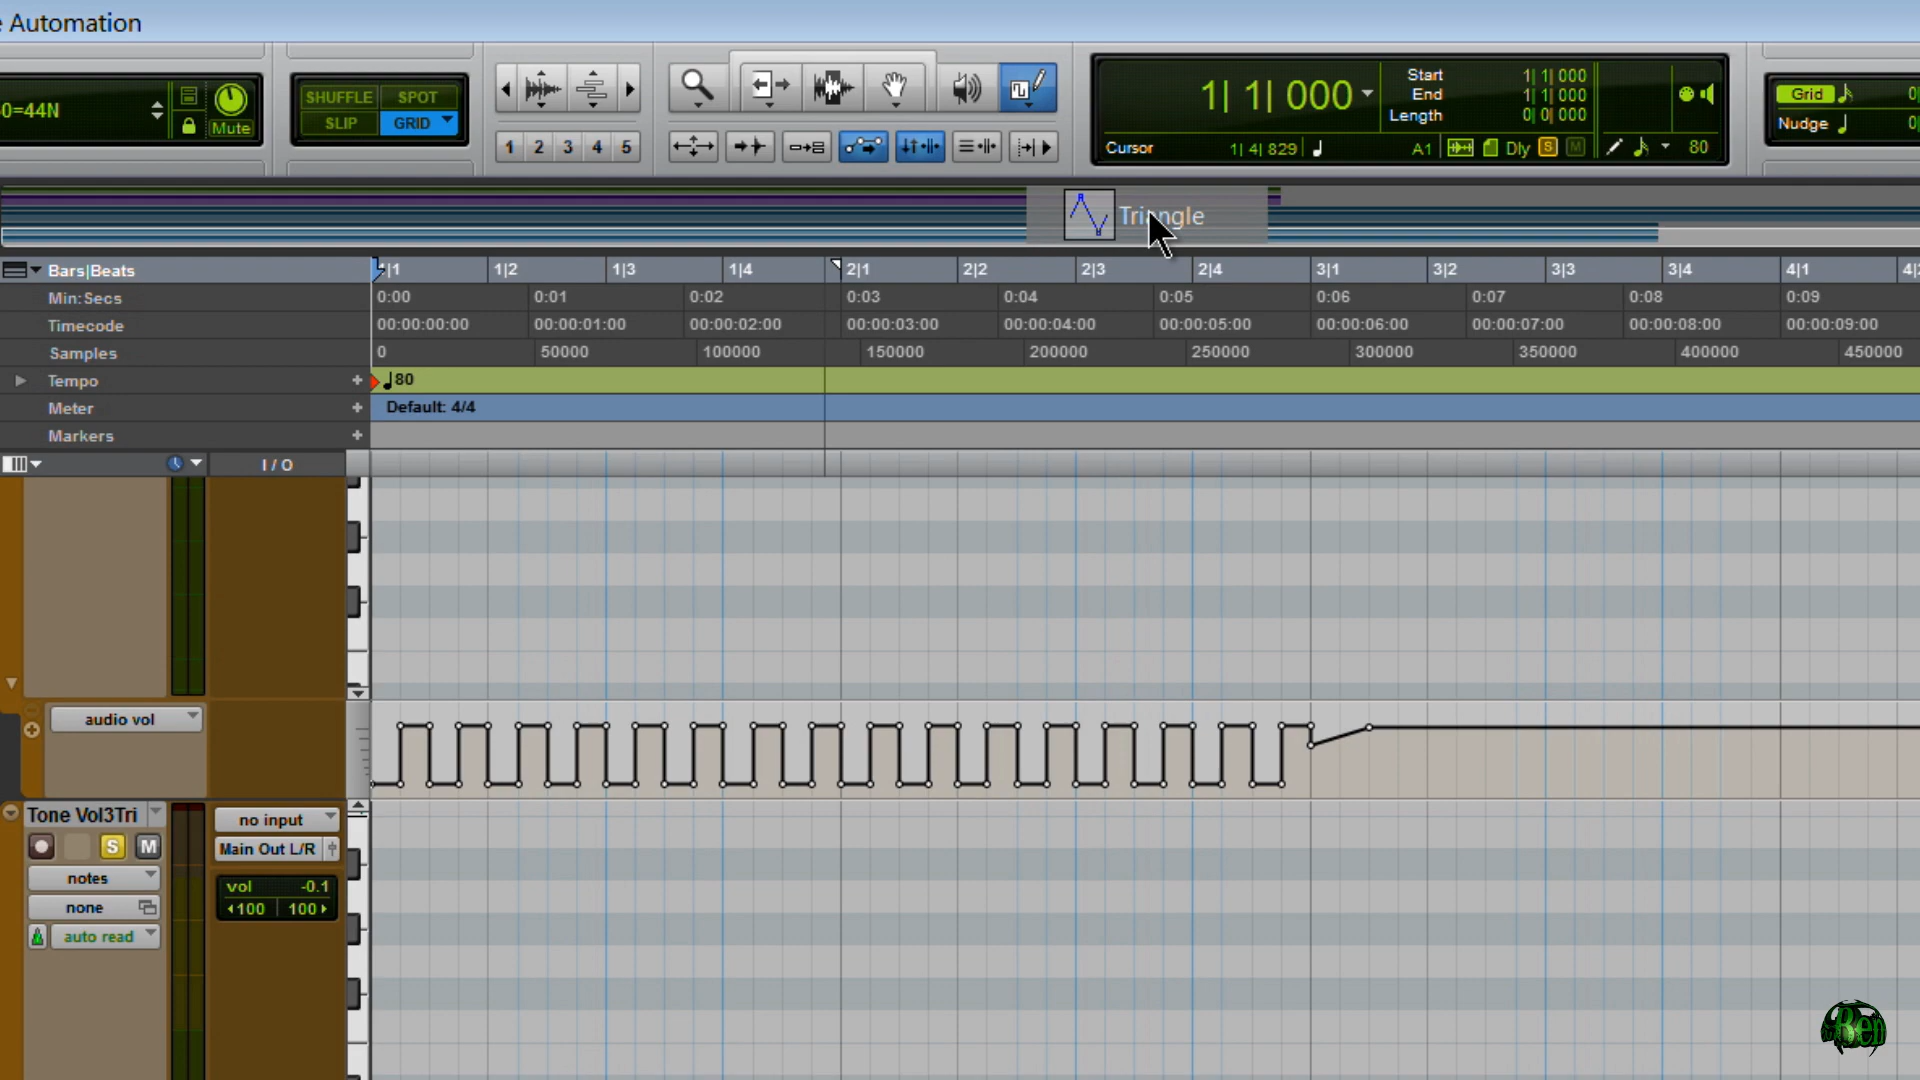 e Automation
0=44N
Mute
SHUFFLE SPOT
SLIP GRID
1 2 3 4 5
1| 1| 000
Start 1| 1| 000
End 1| 1| 000
Length 0| 0| 000
Cursor 1| 4| 829
A1 Dly S M 80
Grid 0
Nudge 0
Triangle
Bars|Beats 1|1 1|2 1|3 1|4 2|1 2|2 2|3 2|4 3|1 3|2 3|3 3|4 4|1 4|2
Min:Secs 0:00 0:01 0:02 0:03 0:04 0:05 0:06 0:07 0:08 0:09
Timecode 00:00:00:00 00:00:01:00 00:00:02:00 00:00:03:00 00:00:04:00 00:00:05:00 00:00:06:00 00:00:07:00 00:00:08:00 00:00:09:00
Samples 0 50000 100000 150000 200000 250000 300000 350000 400000 450000
Tempo + 80
Meter + Default: 4/4
Markers +
I / O
audio vol
Tone Vol3Tri
no input
S M
Main Out L/R
notes
vol -0.1
none
100 100
auto read
Ben